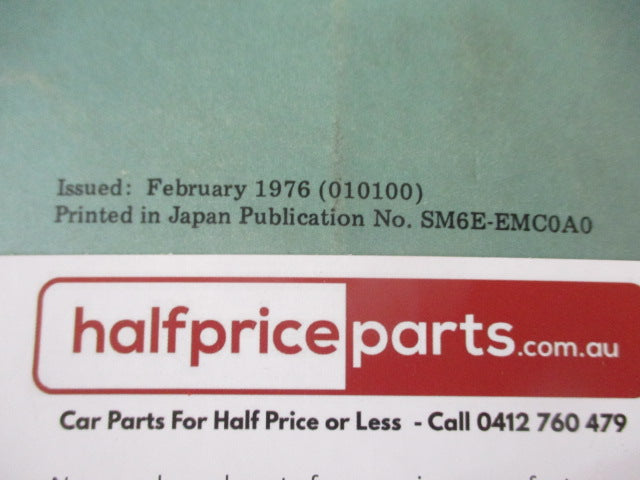 Issued: February 1976 (010100)
Printed in Japan Publication No. SM6E-EMC0A0
halfpriceparts.com.au
Car Parts For Half Price or Less - Call 0412 760 479